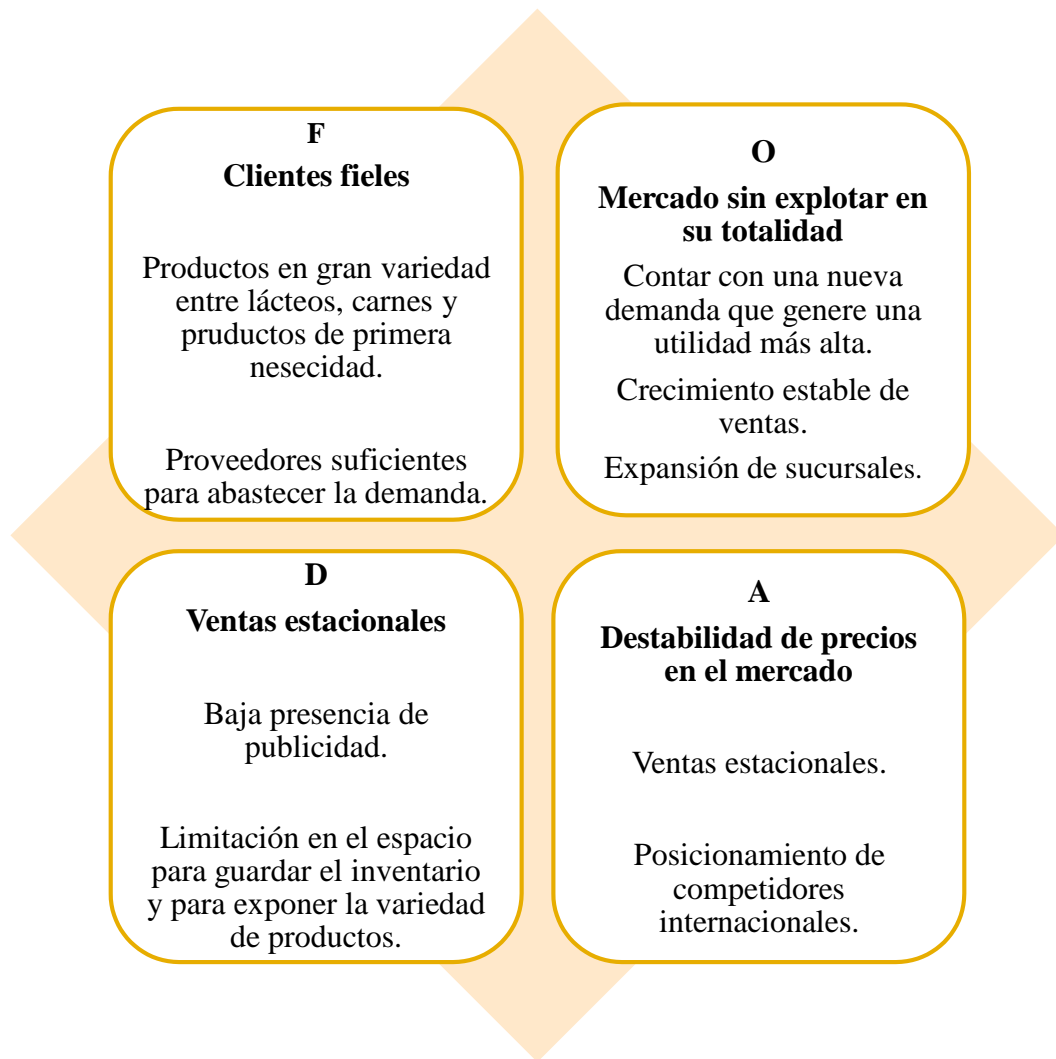 F
Clientes fieles
Productos en gran variedad
entre lácteos, carnes y
pruductos de primera
nesecidad.
Proveedores suficientes
para abastecer la demanda.
O
Mercado sin explotar en
su totalidad
Contar con una nueva
demanda que genere una
utilidad más alta.
Crecimiento estable de
ventas.
Expansión de sucursales.
D
Ventas estacionales
Baja presencia de
publicidad.
Limitación en el espacio
para guardar el inventario
y para exponer la variedad
de productos.
A
Destabilidad de precios
en el mercado
Ventas estacionales.
Posicionamiento de
competidores
internacionales.